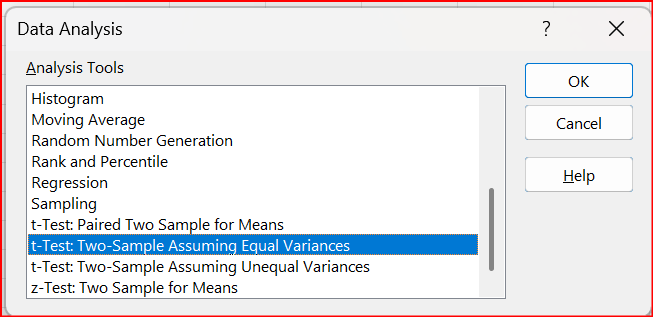 Data Analysis
?
Analysis Tools
Histogram
Moving Average
Random Number Generation
Rank and Percentile
Regression
Sampling
t-Test: Paired Two Sample for Means
t-Test: Two-Sample Assuming Equal Variances
t-Test: Two-Sample Assuming Unequal Variances
z-Test: Two Sample for Means
OK
Cancel
Help